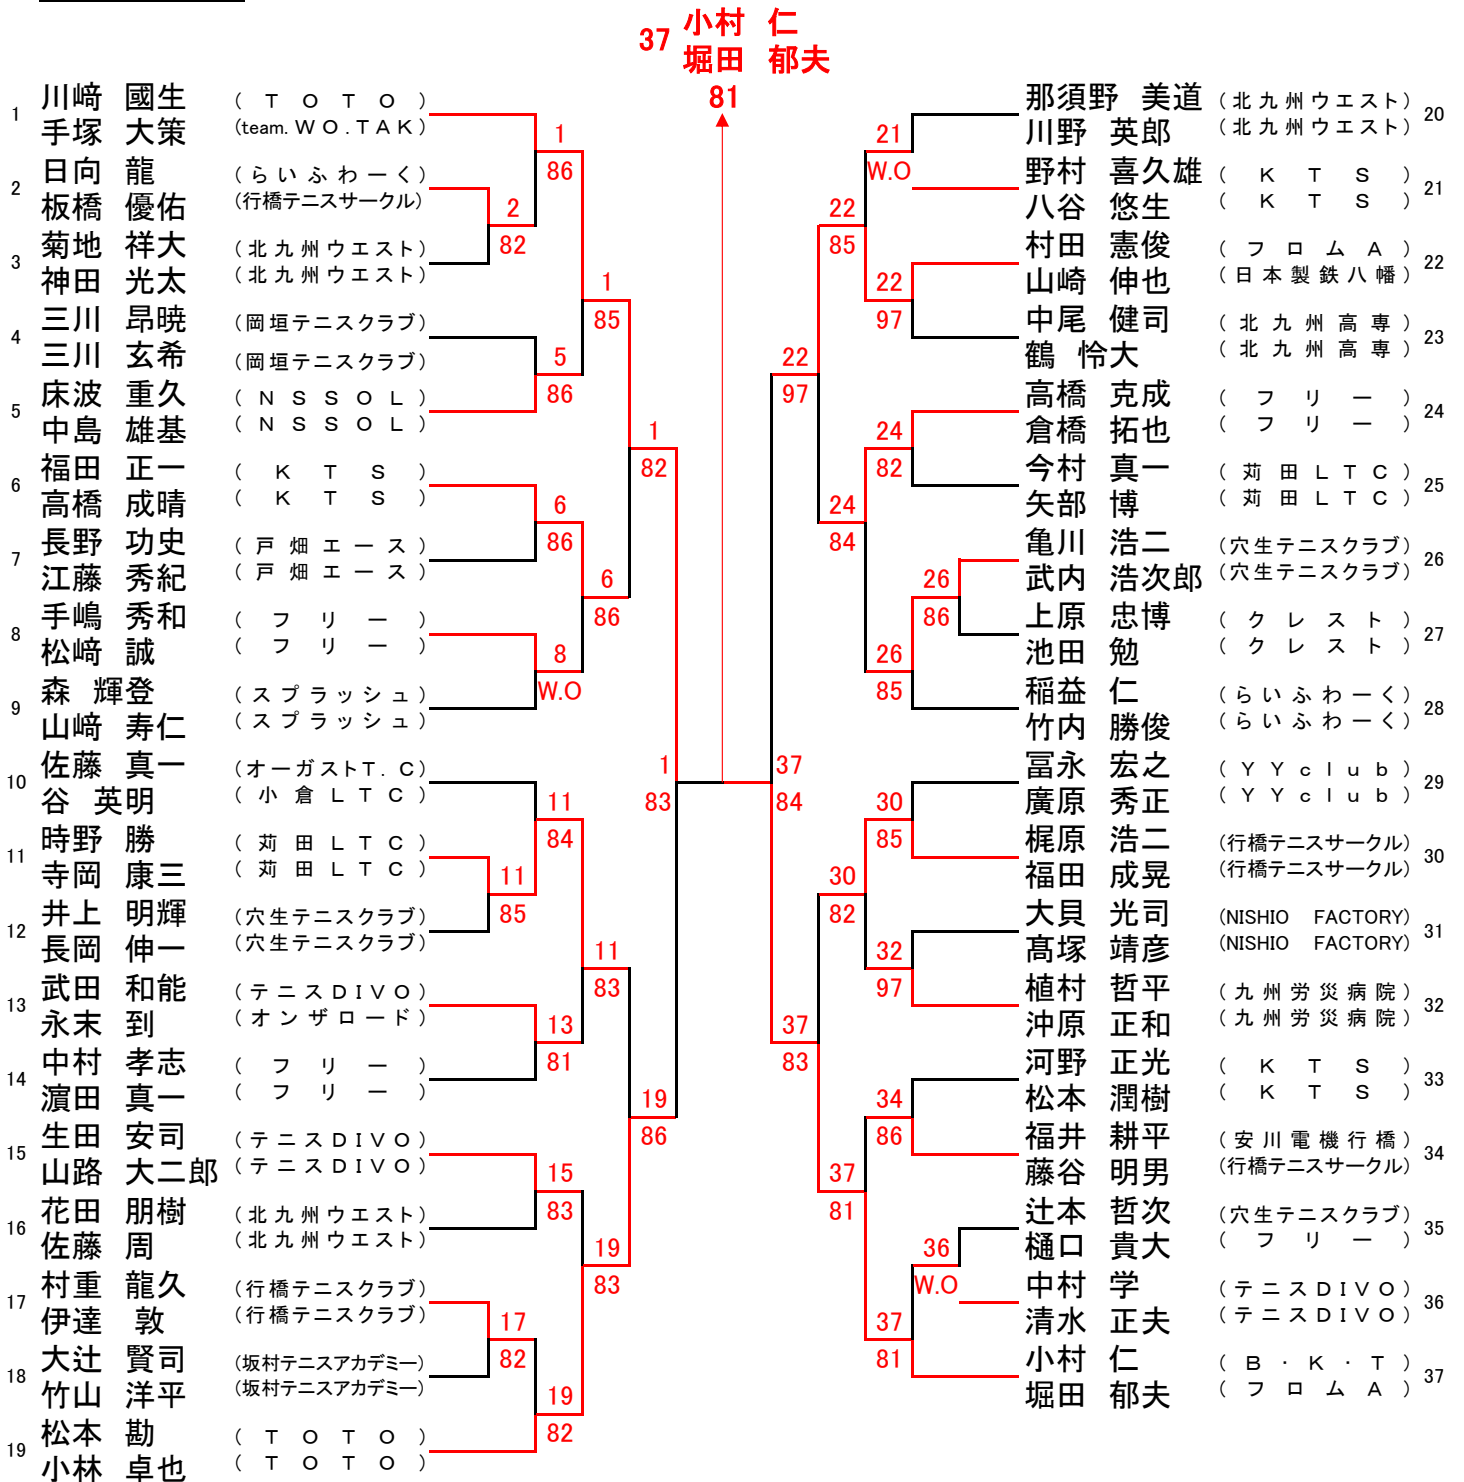 37 小村 仁
堀田 郁夫
81
1 川﨑 國生 (TOTO)
手塚 大策 (team.WO.TAK)
2 日向 龍 (らいふわーく)
板橋 優佑 (行橋テニスサークル)
3 菊地 祥大 (北九州ウエスト)
神田 光太 (北九州ウエスト)
4 三川 昂暁 (岡垣テニスクラブ)
三川 玄希 (岡垣テニスクラブ)
5 床波 重久 (NSSOL)
中島 雄基 (NSSOL)
6 福田 正一 (KTS)
高橋 成晴 (KTS)
7 長野 功史 (戸畑エース)
江藤 秀紀 (戸畑エース)
8 手嶋 秀和 (フリー)
松﨑 誠 (フリー)
9 森 輝登 (スプラッシュ)
山﨑 寿仁 (スプラッシュ)
10 佐藤 真一 (オーガストT.C)
谷 英明 (小倉LTC)
11 時野 勝 (苅田LTC)
寺岡 康三 (苅田LTC)
12 井上 明輝 (穴生テニスクラブ)
長岡 伸一 (穴生テニスクラブ)
13 武田 和能 (テニスDIVO)
永末 到 (オンザロード)
14 中村 孝志 (フリー)
濵田 真一 (フリー)
15 生田 安司 (テニスDIVO)
山路 大二郎 (テニスDIVO)
16 花田 朋樹 (北九州ウエスト)
佐藤 周 (北九州ウエスト)
17 村重 龍久 (行橋テニスクラブ)
伊達 敦 (行橋テニスクラブ)
18 大辻 賢司 (坂村テニスアカデミー)
竹山 洋平 (坂村テニスアカデミー)
19 松本 勘 (TOTO)
小林 卓也 (TOTO)
2
82
11
85
17
82
1
86
5
86
6
86
8
W.O
11
84
13
81
15
83
19
82
1
85
6
86
11
83
19
83
1
82
19
86
1
83
37
84
22
97
37
83
22
85
24
84
30
82
37
81
22
97
26
85
21
W.O
24
82
30
85
32
97
34
86
37
81
26
86
36
W.O
那須野 美道 (北九州ウエスト) 20
川野 英郎 (北九州ウエスト)
野村 喜久雄 (KTS) 21
八谷 悠生 (KTS)
村田 憲俊 (フロムA) 22
山崎 伸也 (日本製鉄八幡)
中尾 健司 (北九州高専) 23
鶴 怜大 (北九州高専)
高橋 克成 (フリー) 24
倉橋 拓也 (フリー)
今村 真一 (苅田LTC) 25
矢部 博 (苅田LTC)
亀川 浩二 (穴生テニスクラブ) 26
武内 浩次郎 (穴生テニスクラブ)
上原 忠博 (クレスト) 27
池田 勉 (クレスト)
稲益 仁 (らいふわーく) 28
竹内 勝俊 (らいふわーく)
冨永 宏之 (YYclub) 29
廣原 秀正 (YYclub)
梶原 浩二 (行橋テニスサークル) 30
福田 成晃 (行橋テニスサークル)
大貝 光司 (NISHIO FACTORY) 31
髙塚 靖彦 (NISHIO FACTORY)
植村 哲平 (九州労災病院) 32
沖原 正和 (九州労災病院)
河野 正光 (KTS) 33
松本 潤樹 (KTS)
福井 耕平 (安川電機行橋) 34
藤谷 明男 (行橋テニスサークル)
辻本 哲次 (穴生テニスクラブ) 35
樋口 貴大 (フリー)
中村 学 (テニスDIVO) 36
清水 正夫 (テニスDIVO)
小村 仁 (B・K・T) 37
堀田 郁夫 (フロムA)